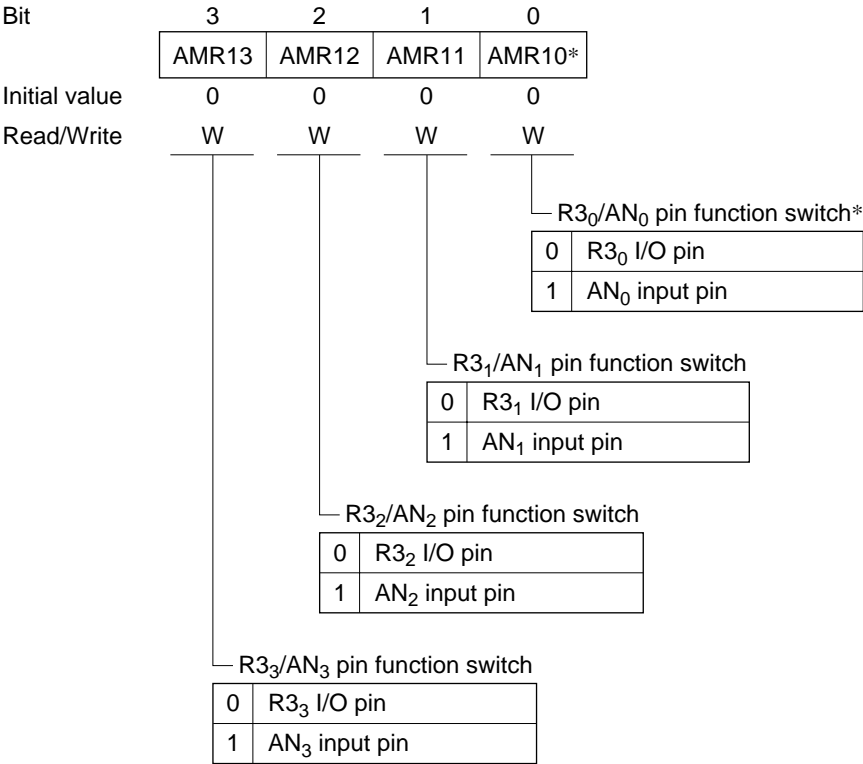 Bit 3 2 1 0
AMR13 AMR12 AMR11 AMR10*
Initial value 0 0 0 0
Read/Write W W W W
R3₀/AN₀ pin function switch*
0 R3₀ I/O pin
1 AN₀ input pin
R3₁/AN₁ pin function switch
0 R3₁ I/O pin
1 AN₁ input pin
R3₂/AN₂ pin function switch
0 R3₂ I/O pin
1 AN₂ input pin
R3₃/AN₃ pin function switch
0 R3₃ I/O pin
1 AN₃ input pin